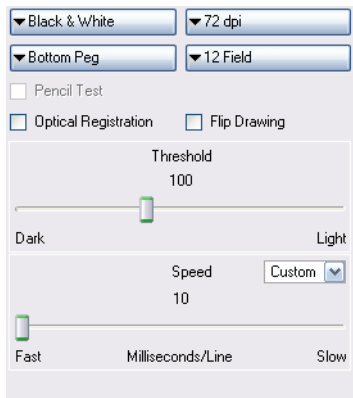 Black & White 72 dpi
Bottom Peg 12 Field
Pencil Test
Optical Registration Flip Drawing
Threshold
100
Dark Light
Speed Custom
10
Fast Milliseconds/Line Slow